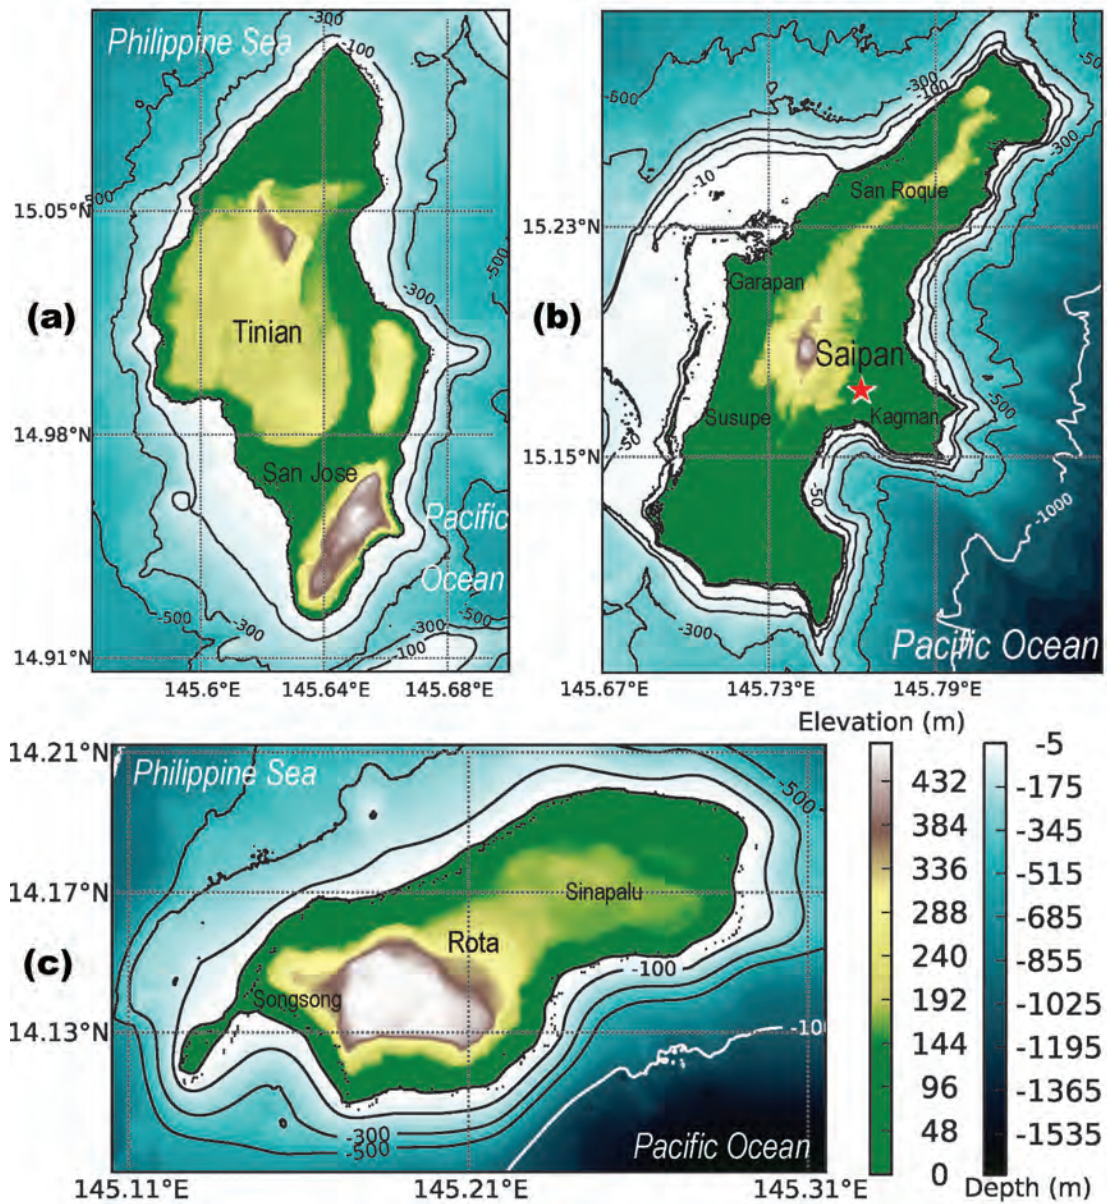 Philippine Sea
-300
-100
-500
15.05°N
-500
-300
(a)
Tinian
14.98°N
San Jose
Pacific
Ocean
-500
-300
-500
-300
-100
14.91°N
145.6°E
145.64°E
145.68°E
-300
-100
-500
-300
-10
San Roque
15.23°N
Garapan
(b)
Saipan
Susupe
Kagman
-500
-50
15.15°N
-50
-1000
-300
Pacific Ocean
145.67°E
145.73°E
145.79°E
Elevation (m)
14.21°N
Philippine Sea
-500
14.17°N
Sinapalu
Rota
(c)
-100
Songsong
14.13°N
-10
-300
-500
Pacific Ocean
145.11°E
145.21°E
145.31°E
432
384
336
288
240
192
144
96
48
0
-5
-175
-345
-515
-685
-855
-1025
-1195
-1365
-1535
Depth (m)